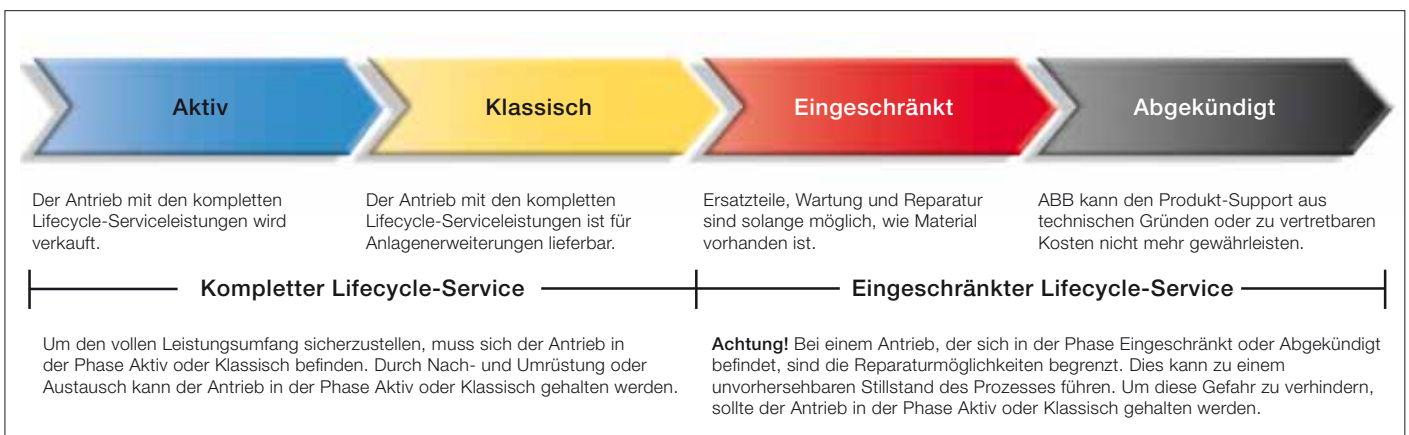 Aktiv
Klassisch
Eingeschränkt
Abgekündigt
Der Antrieb mit den kompletten
Lifecycle-Serviceleistungen wird
verkauft.
Der Antrieb mit den kompletten
Lifecycle-Serviceleistungen ist für
Anlagenerweiterungen lieferbar.
Ersatzteile, Wartung und Reparatur
sind solange möglich, wie Material
vorhanden ist.
ABB kann den Produkt-Support aus
technischen Gründen oder zu vertretbaren
Kosten nicht mehr gewährleisten.
Kompletter Lifecycle-Service
Eingeschränkter Lifecycle-Service
Um den vollen Leistungsumfang sicherzustellen, muss sich der Antrieb in
der Phase Aktiv oder Klassisch befinden. Durch Nach- und Umrüstung oder
Austausch kann der Antrieb in der Phase Aktiv oder Klassisch gehalten werden.
Achtung! Bei einem Antrieb, der sich in der Phase Eingeschränkt oder Abgekündigt
befindet, sind die Reparaturmöglichkeiten begrenzt. Dies kann zu einem
unvorhersehbaren Stillstand des Prozesses führen. Um diese Gefahr zu verhindern,
sollte der Antrieb in der Phase Aktiv oder Klassisch gehalten werden.